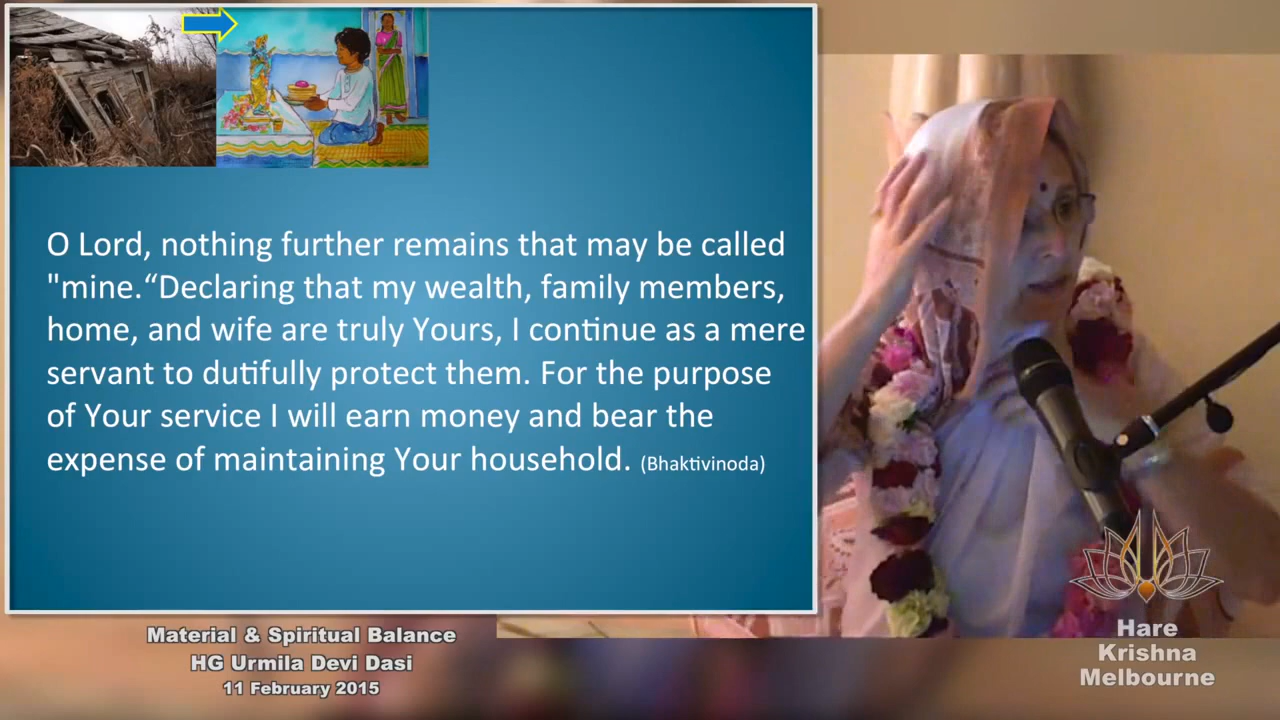 O Lord, nothing further remains that may be called
"mine.“Declaring that my wealth, family members,
home, and wife are truly Yours, I continue as a mere
servant to dutifully protect them. For the purpose
of Your service I will earn money and bear the
expense of maintaining Your household. (Bhaktivinoda)
Material & Spiritual Balance
HG Urmila Devi Dasi
11 February 2015
Hare
Krishna
Melbourne